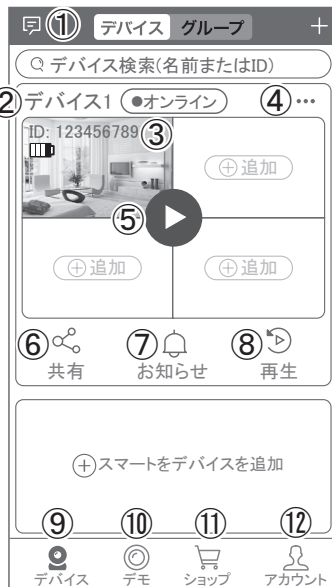 ① デバイス グループ +
デバイス検索(名前またはID)
②デバイス1 ●オンライン ④ •••
ID: 123456789 ③
+追加
⑤
+追加 +追加
⑥ ⑦ ⑧
共有 お知らせ 再生
+スマートをデバイスを追加
⑨ ⑩ ⑪ ⑫
デバイス デモ ショップ アカウント